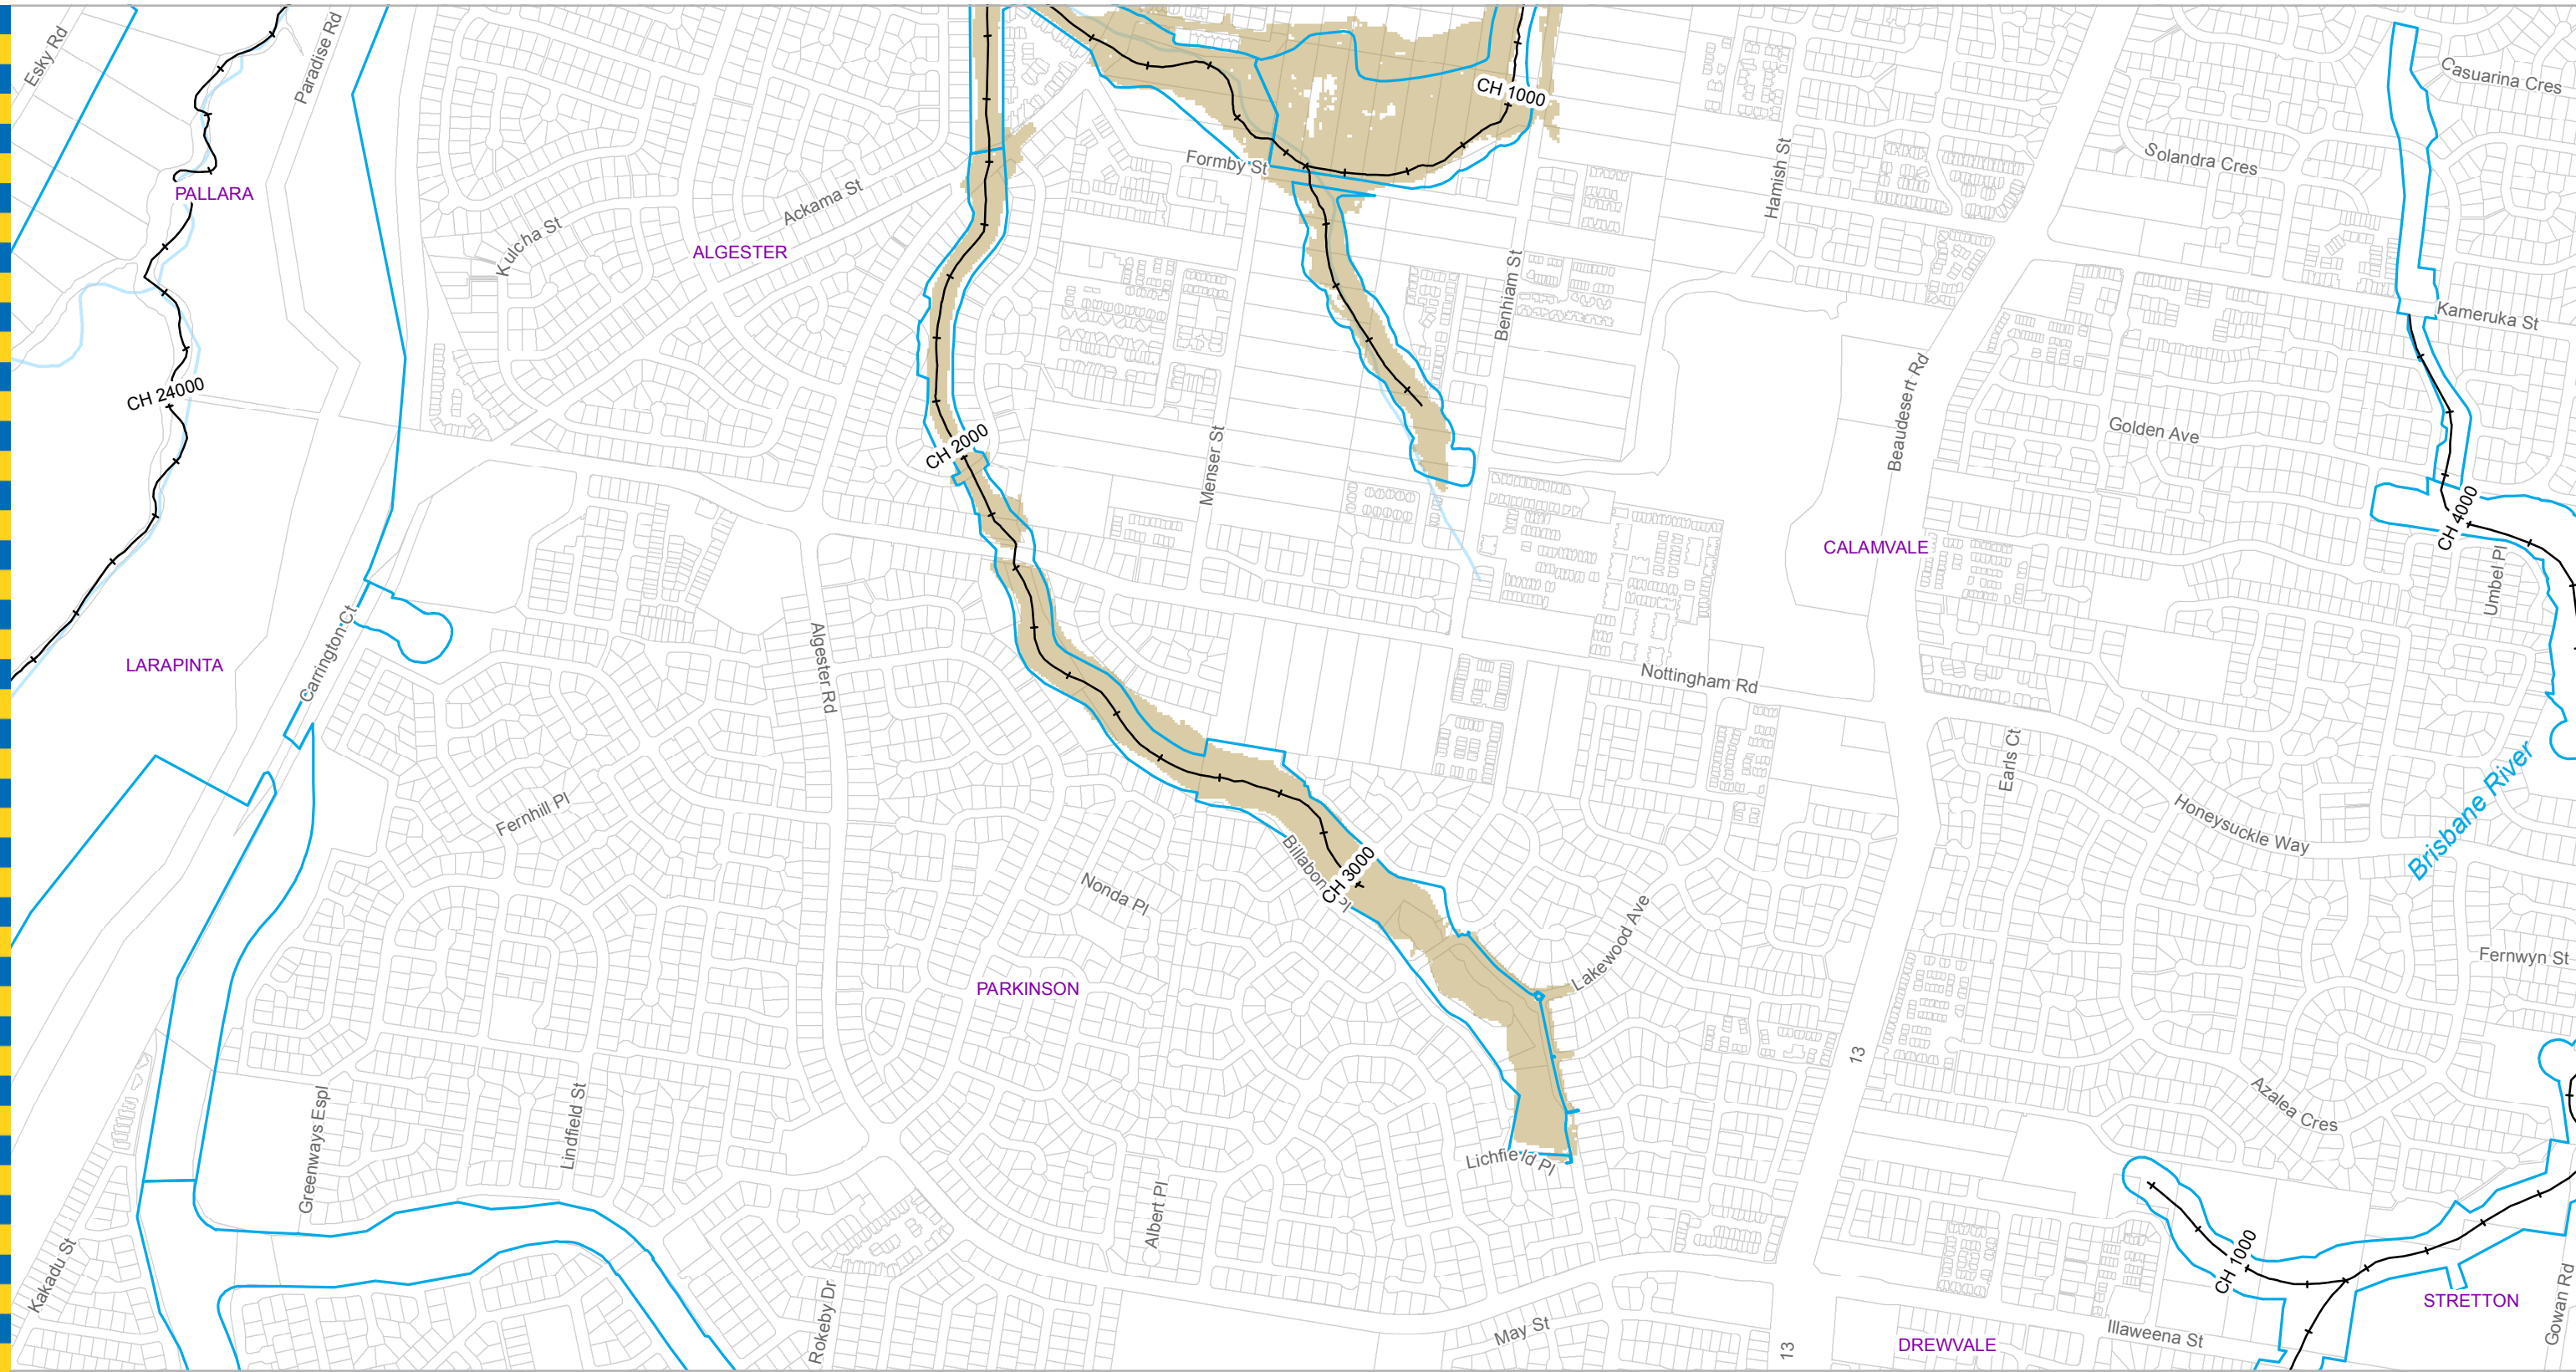 Esky Rd
Paradise Rd
Casuarina Cres
CH 1000
Hamish St
Solandra Cres
Formby St
PALLARA
Ackama St
Kulcha St
ALGESTER
Benhiam St
Kameruka St
CH 24000
Beaudesert Rd
Golden Ave
CH 2000
Menser St
CH 4000
CALAMVALE
Umbel Pl
Carrington Ct
LARAPINTA
Algester Rd
Nottingham Rd
Earls Ct
Brisbane River
Fernhill Pl
Honeysuckle Way
Nonda Pl
CH 3000
Lakewood Ave
Fernwyn St
PARKINSON
13
Greenways Espl
Lindfield St
Azalea Cres
Lichfield Pl
Albert Pl
Kakadu St
CH 1000
Rokeby Dr
STRETTON
Gowan Rd
May St
13
DREWVALE
Illaweena St